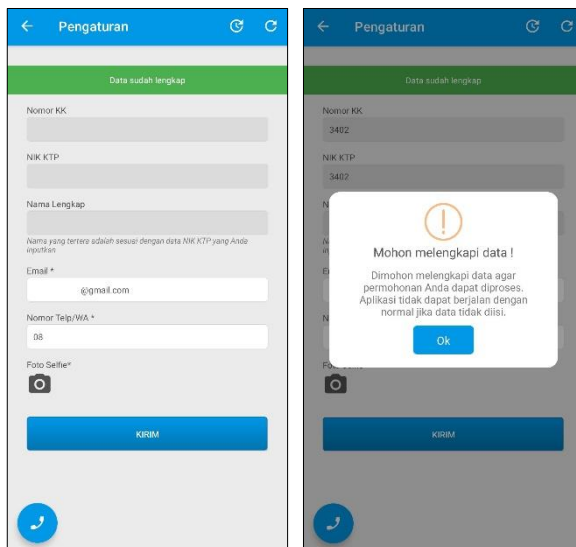 Pengaturan
Data sudah lengkap
Nomor KK
NIK KTP
Nama Lengkap
Nama yang tertera adalah sesuai dengan data NIK KTP yang Anda
inputkan
Email *
@gmail.com
Nomor Telp/WA *
08
Foto Selfie*
KIRIM
Pengaturan
Data sudah lengkap
Nomor KK
3402
NIK KTP
3402
Mohon melengkapi data !
Dimohon melengkapi data agar
permohonan Anda dapat diproses.
Aplikasi tidak dapat berjalan dengan
normal jika data tidak diisi.
Ok
KIRIM